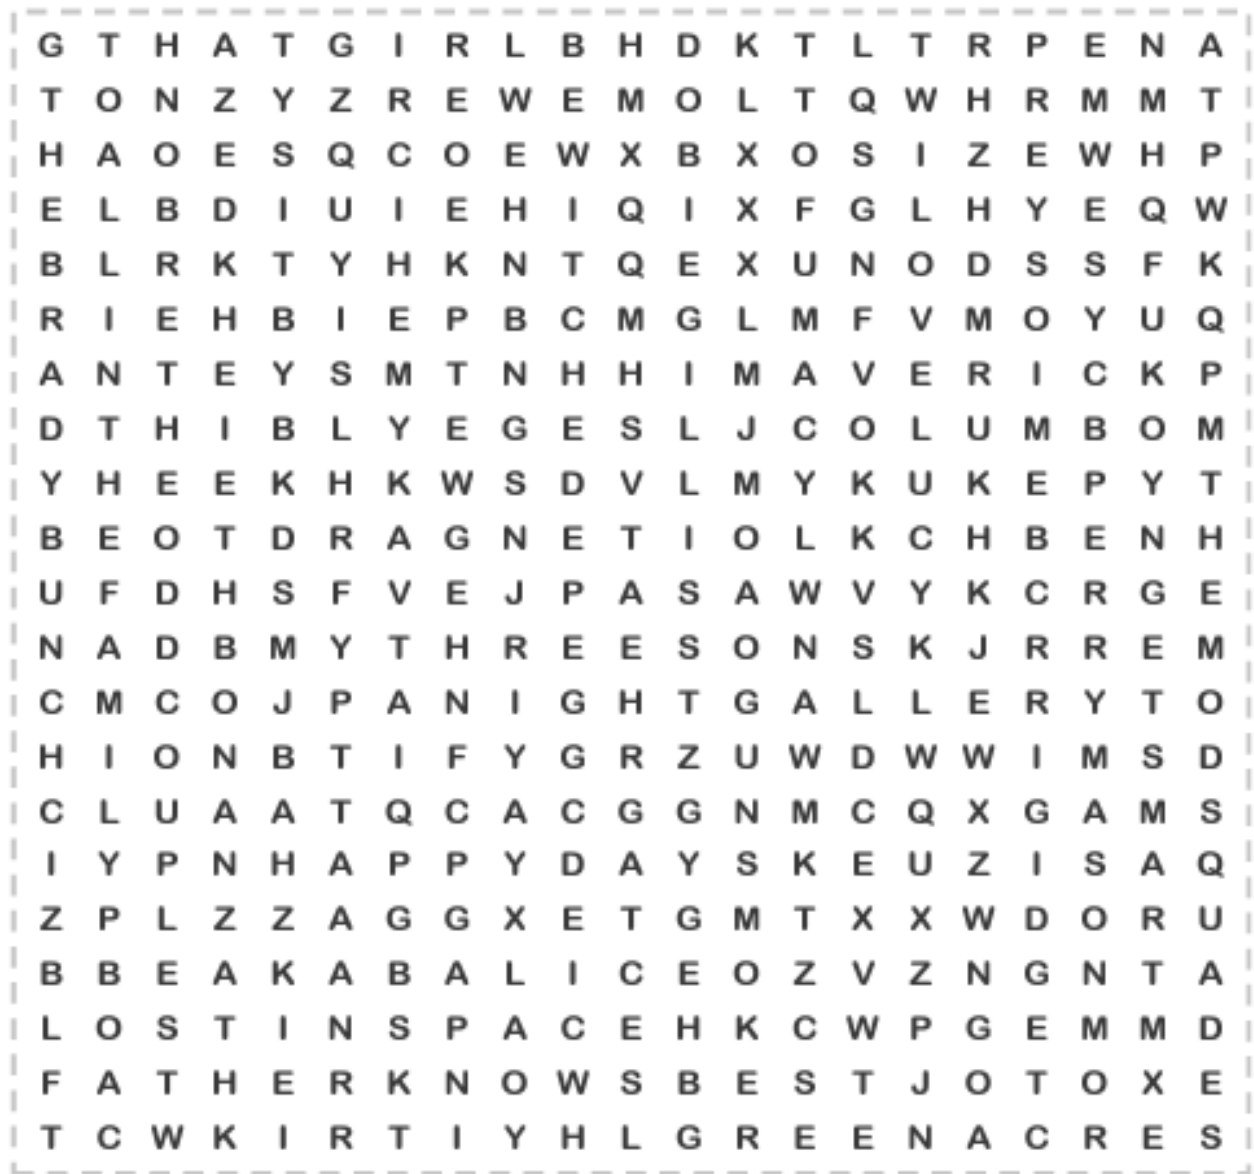 G T H A T G I R L B H D K T L T R P E N A
T O N Z Y Z R E W E M O L T Q W H R M M T
H A O E S Q C O E W X B X O S I Z E W H P
E L B D I U I E H I Q I X F G L H Y E Q W
B L R K T Y H K N T Q E X U N O D S S F K
R I E H B I E P B C M G L M F V M O Y U Q
A N T E Y S M T N H H I M A V E R I C K P
D T H I B L Y E G E S L J C O L U M B O M
Y H E E K H K W S D V L M Y K U K E P Y T
B E O T D R A G N E T I O L K C H B E N H
U F D H S F V E J P A S A W V Y K C R G E
N A D B M Y T H R E E S O N S K J R R E M
C M C O J P A N I G H T G A L L E R Y T O
H I O N B T I F Y G R Z U W D W W I M S D
C L U A A T Q C A C G G N M C Q X G A M S
I Y P N H A P P Y D A Y S K E U Z I S A Q
Z P L Z Z A G G X E T G M T X X W D O R U
B B E A K A B A L I C E O Z V Z N G N T A
L O S T I N S P A C E H K C W P G E M M D
F A T H E R K N O W S B E S T J O T O X E
T C W K I R T I Y H L G R E E N A C R E S